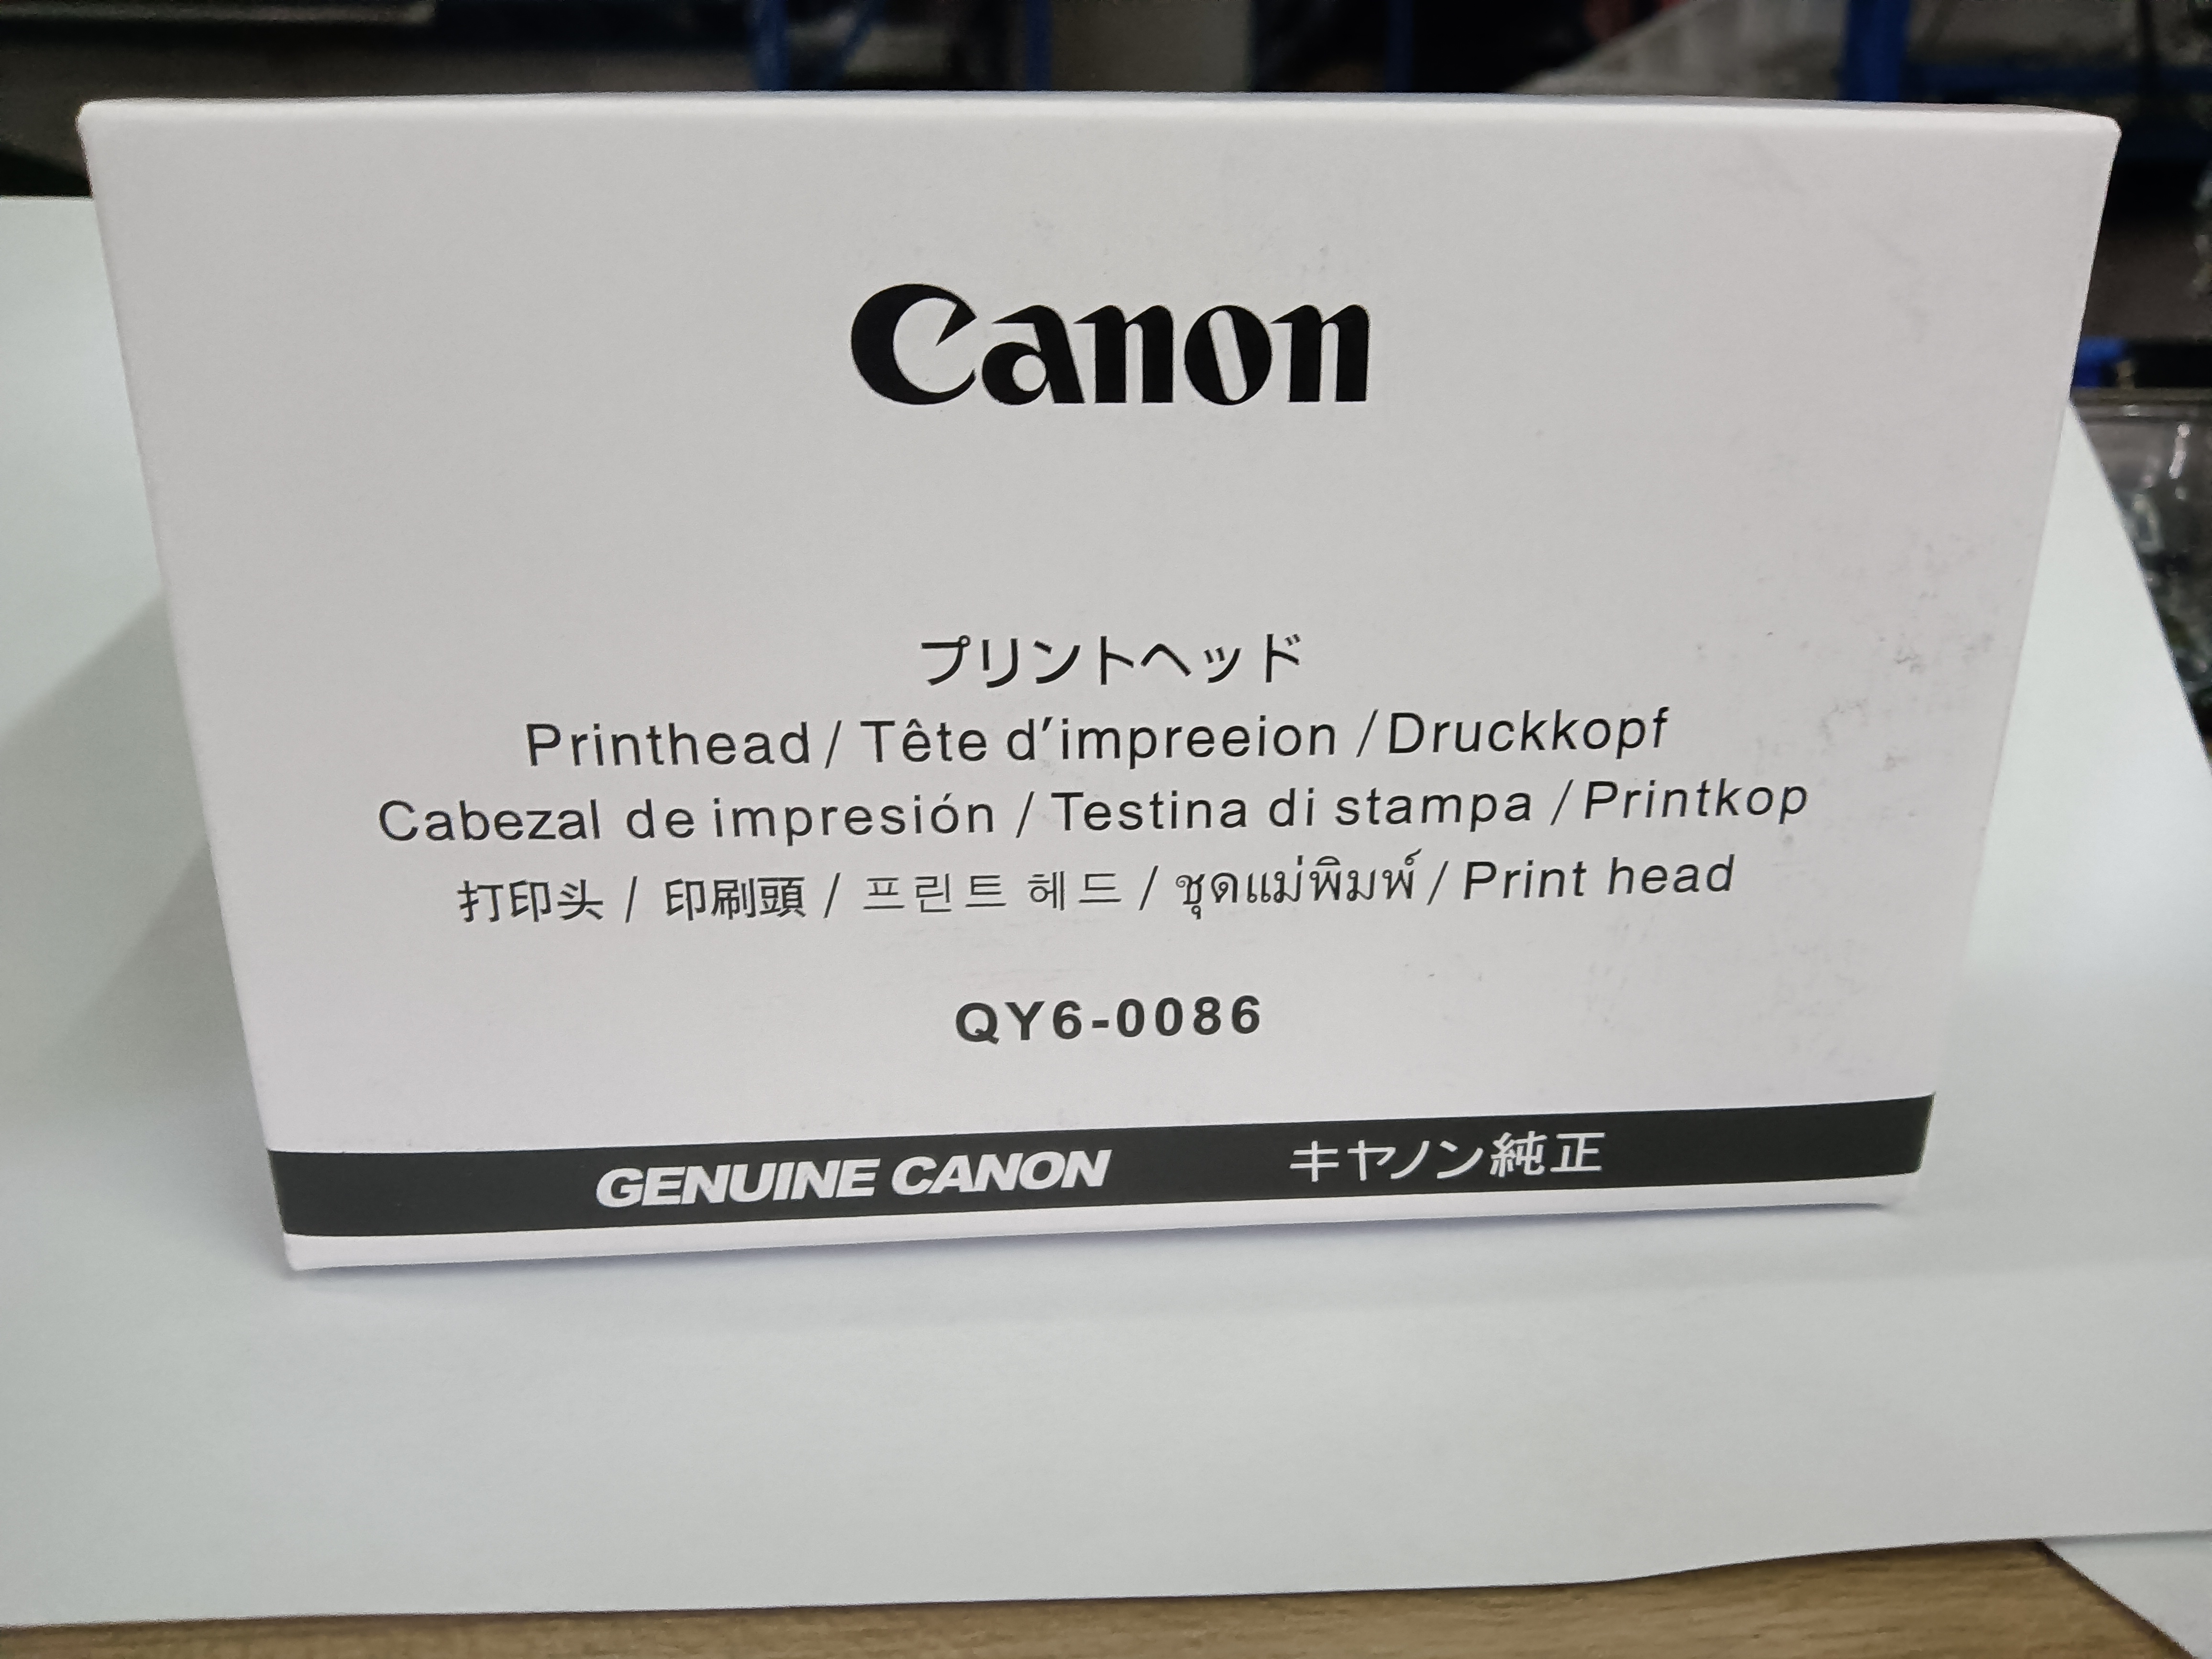 Canon
プリントヘッド
Printhead / Tête d'impreeion / Druckkopf
Cabezal de impresión / Testina di stampa / Printkop
打印头 / 印刷頭 / 프린트 헤드 / ชุดแม่พิมพ์ / Print head
QY6-0086
GENUINE CANON キヤノン純正